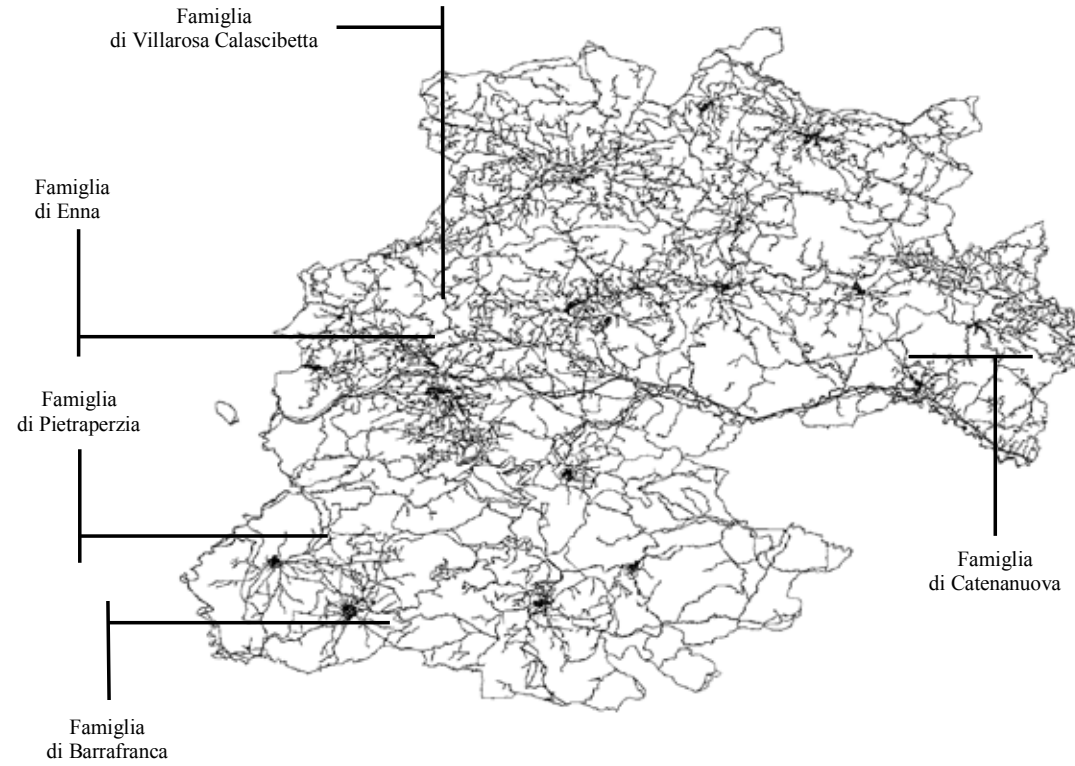 Famiglia
di Villarosa Calascibetta
Famiglia
di Enna
Famiglia
di Pietraperzia
Famiglia
di Catenanuova
Famiglia
di Barrafranca